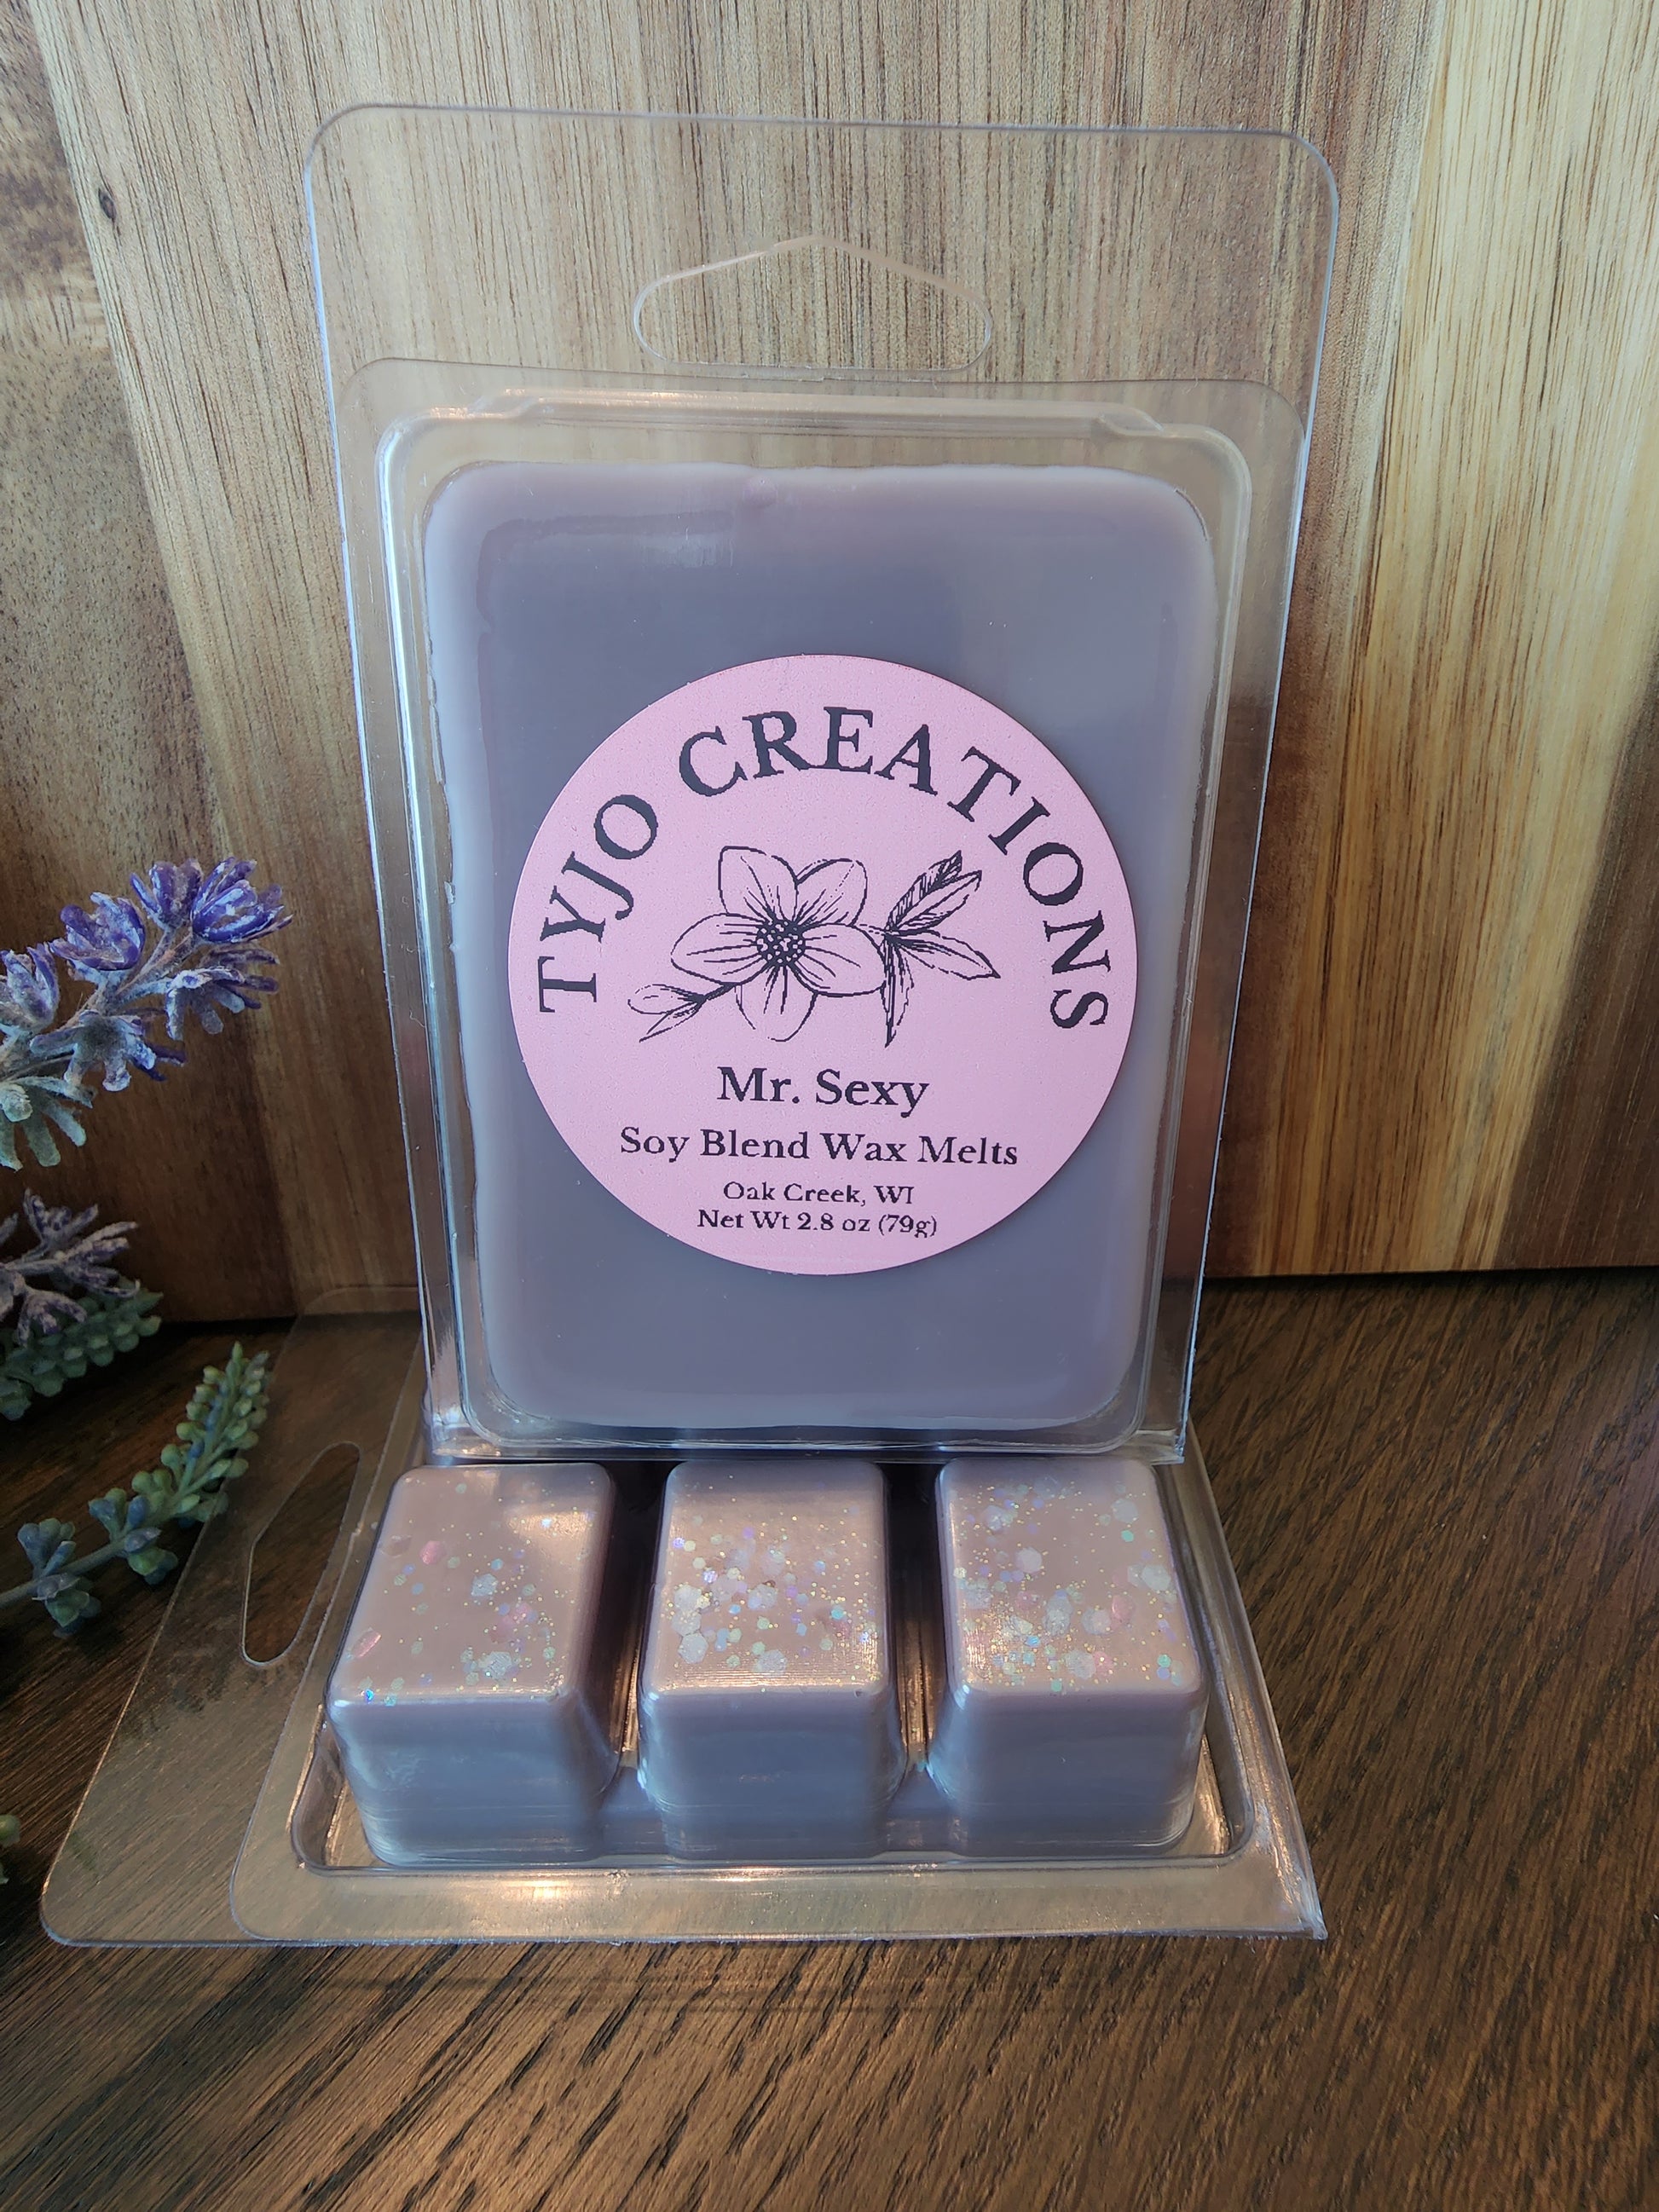 TYJO CREATIONS
Mr. Sexy
Soy Blend Wax Melts
Oak Creek, WI
Net Wt 2.8 oz (79g)